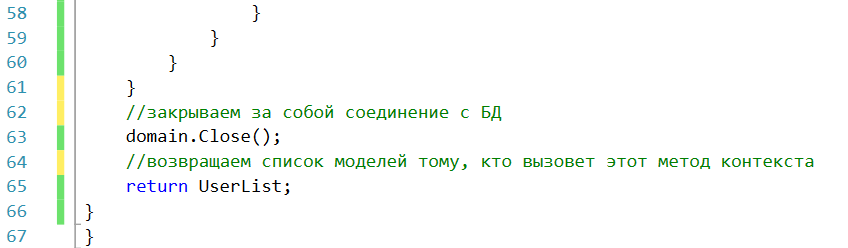 58 }
59 }
60 }
61 }
62 //закрываем за собой соединение с БД
63 domain.Close();
64 //возвращаем список моделей тому, кто вызовет этот метод контекста
65 return UserList;
66 }
67 }